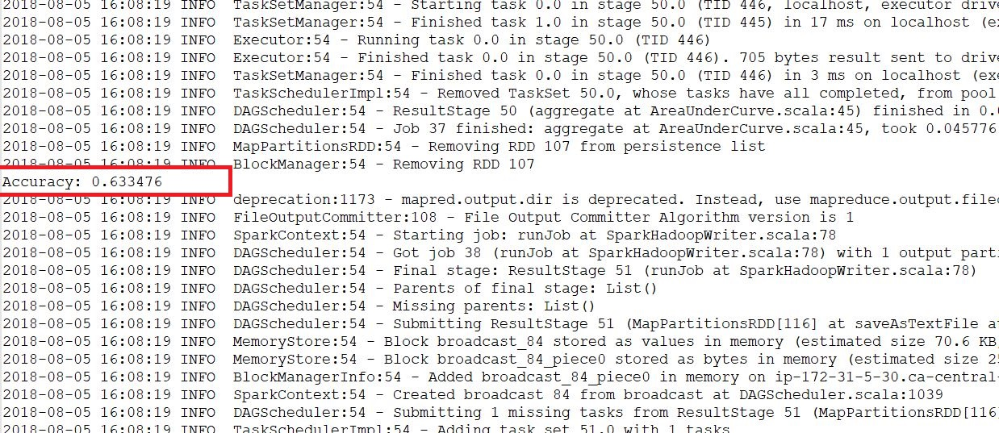 2018-08-05 16:08:19 INFO  TaskSetManager:54 - Starting task 0.0 in stage 50.0 (TID 446, localhost, executor drive
2018-08-05 16:08:19 INFO  TaskSetManager:54 - Finished task 1.0 in stage 50.0 (TID 445) in 17 ms on localhost (ex
2018-08-05 16:08:19 INFO  Executor:54 - Running task 0.0 in stage 50.0 (TID 446)
2018-08-05 16:08:19 INFO  Executor:54 - Finished task 0.0 in stage 50.0 (TID 446). 705 bytes result sent to drive
2018-08-05 16:08:19 INFO  TaskSetManager:54 - Finished task 0.0 in stage 50.0 (TID 446) in 3 ms on localhost (exe
2018-08-05 16:08:19 INFO  TaskSchedulerImpl:54 - Removed TaskSet 50.0, whose tasks have all completed, from pool
2018-08-05 16:08:19 INFO  DAGScheduler:54 - ResultStage 50 (aggregate at AreaUnderCurve.scala:45) finished in 0.0
2018-08-05 16:08:19 INFO  DAGScheduler:54 - Job 37 finished: aggregate at AreaUnderCurve.scala:45, took 0.045776
2018-08-05 16:08:19 INFO  MapPartitionsRDD:54 - Removing RDD 107 from persistence list
2018-08-05 16:08:19 INFO  BlockManager:54 - Removing RDD 107
Accuracy: 0.633476
2018-08-05 16:08:19 INFO  deprecation:1173 - mapred.output.dir is deprecated. Instead, use mapreduce.output.fileo
2018-08-05 16:08:19 INFO  FileOutputCommitter:108 - File Output Committer Algorithm version is 1
2018-08-05 16:08:19 INFO  SparkContext:54 - Starting job: runJob at SparkHadoopWriter.scala:78
2018-08-05 16:08:19 INFO  DAGScheduler:54 - Got job 38 (runJob at SparkHadoopWriter.scala:78) with 1 output parti
2018-08-05 16:08:19 INFO  DAGScheduler:54 - Final stage: ResultStage 51 (runJob at SparkHadoopWriter.scala:78)
2018-08-05 16:08:19 INFO  DAGScheduler:54 - Parents of final stage: List()
2018-08-05 16:08:19 INFO  DAGScheduler:54 - Missing parents: List()
2018-08-05 16:08:19 INFO  DAGScheduler:54 - Submitting ResultStage 51 (MapPartitionsRDD[116] at saveAsTextFile at
2018-08-05 16:08:19 INFO  MemoryStore:54 - Block broadcast_84 stored as values in memory (estimated size 70.6 KB,
2018-08-05 16:08:19 INFO  MemoryStore:54 - Block broadcast_84_piece0 stored as bytes in memory (estimated size 25
2018-08-05 16:08:19 INFO  BlockManagerInfo:54 - Added broadcast_84_piece0 in memory on ip-172-31-5-30.ca-central-
2018-08-05 16:08:19 INFO  SparkContext:54 - Created broadcast 84 from broadcast at DAGScheduler.scala:1039
2018-08-05 16:08:19 INFO  DAGScheduler:54 - Submitting 1 missing tasks from ResultStage 51 (MapPartitionsRDD[116]
2018-08-05 16:08:19 INFO  TaskSchedulerImpl:54 - Adding task set 51.0 with 1 tasks